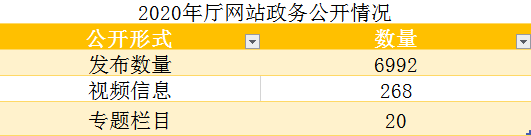 2020年厅网站政务公开情况
公开形式 数量
发布数量 6992
视频信息 268
专题栏目 20